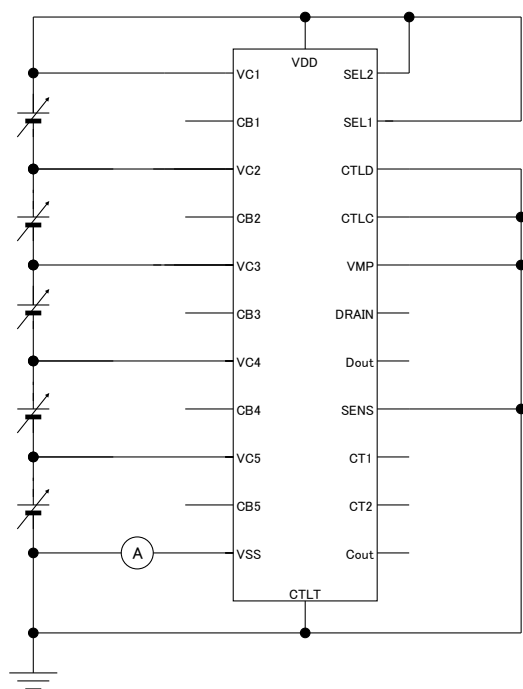 VDD
VC1
SEL2
CB1
SEL1
VC2
CTLD
CB2
CTLC
VC3
VMP
CB3
DRAIN
VC4
Dout
CB4
SENS
VC5
CT1
CB5
CT2
A
VSS
Cout
CTLT